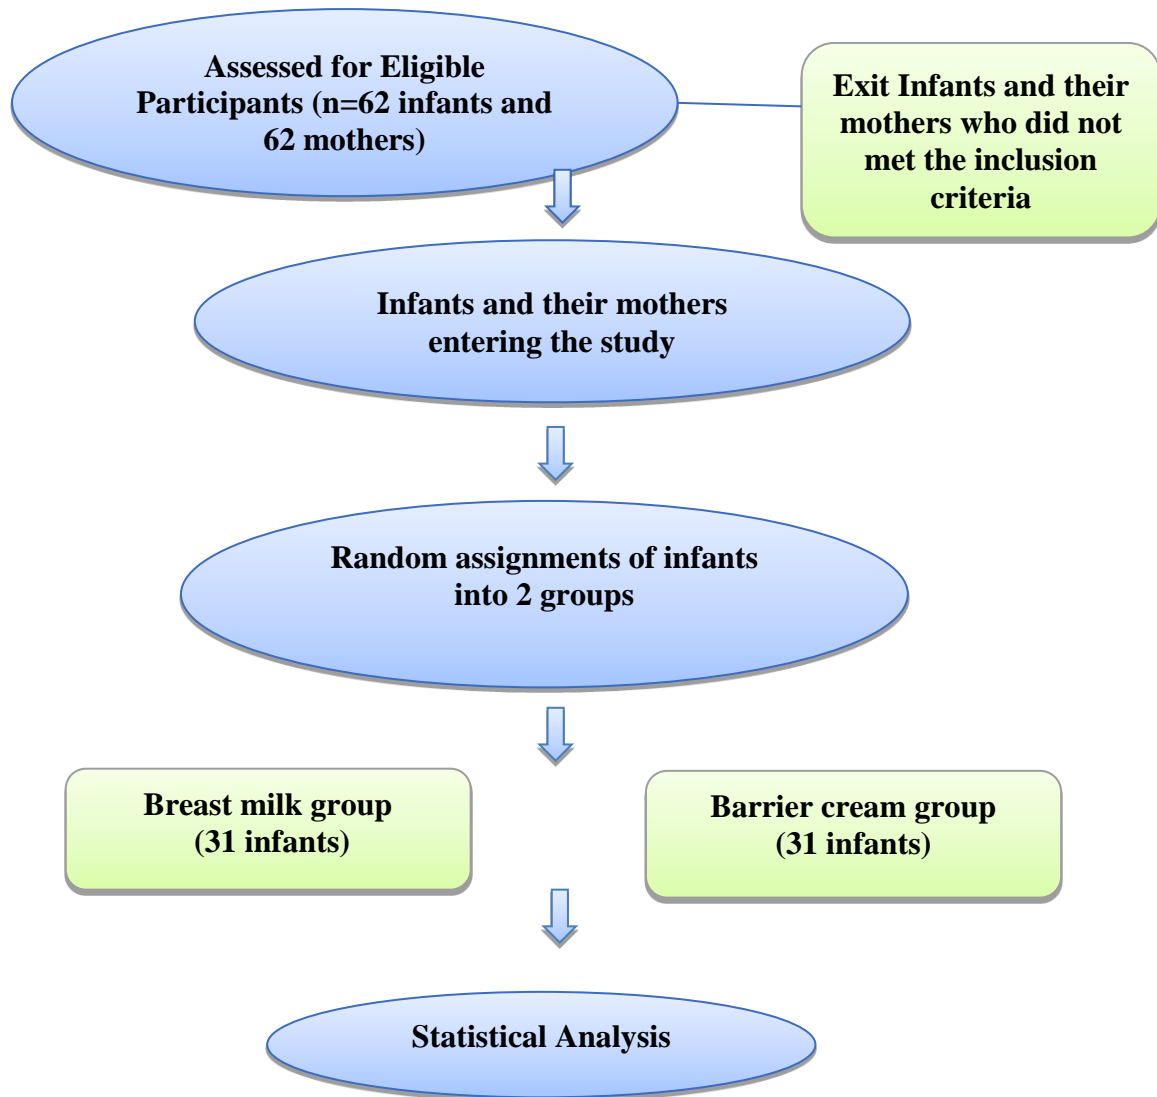 Assessed for Eligible
Participants (n=62 infants and
62 mothers)
Exit Infants and their
mothers who did not
met the inclusion
criteria
Infants and their mothers
entering the study
Random assignments of infants
into 2 groups
Breast milk group
(31 infants)
Barrier cream group
(31 infants)
Statistical Analysis